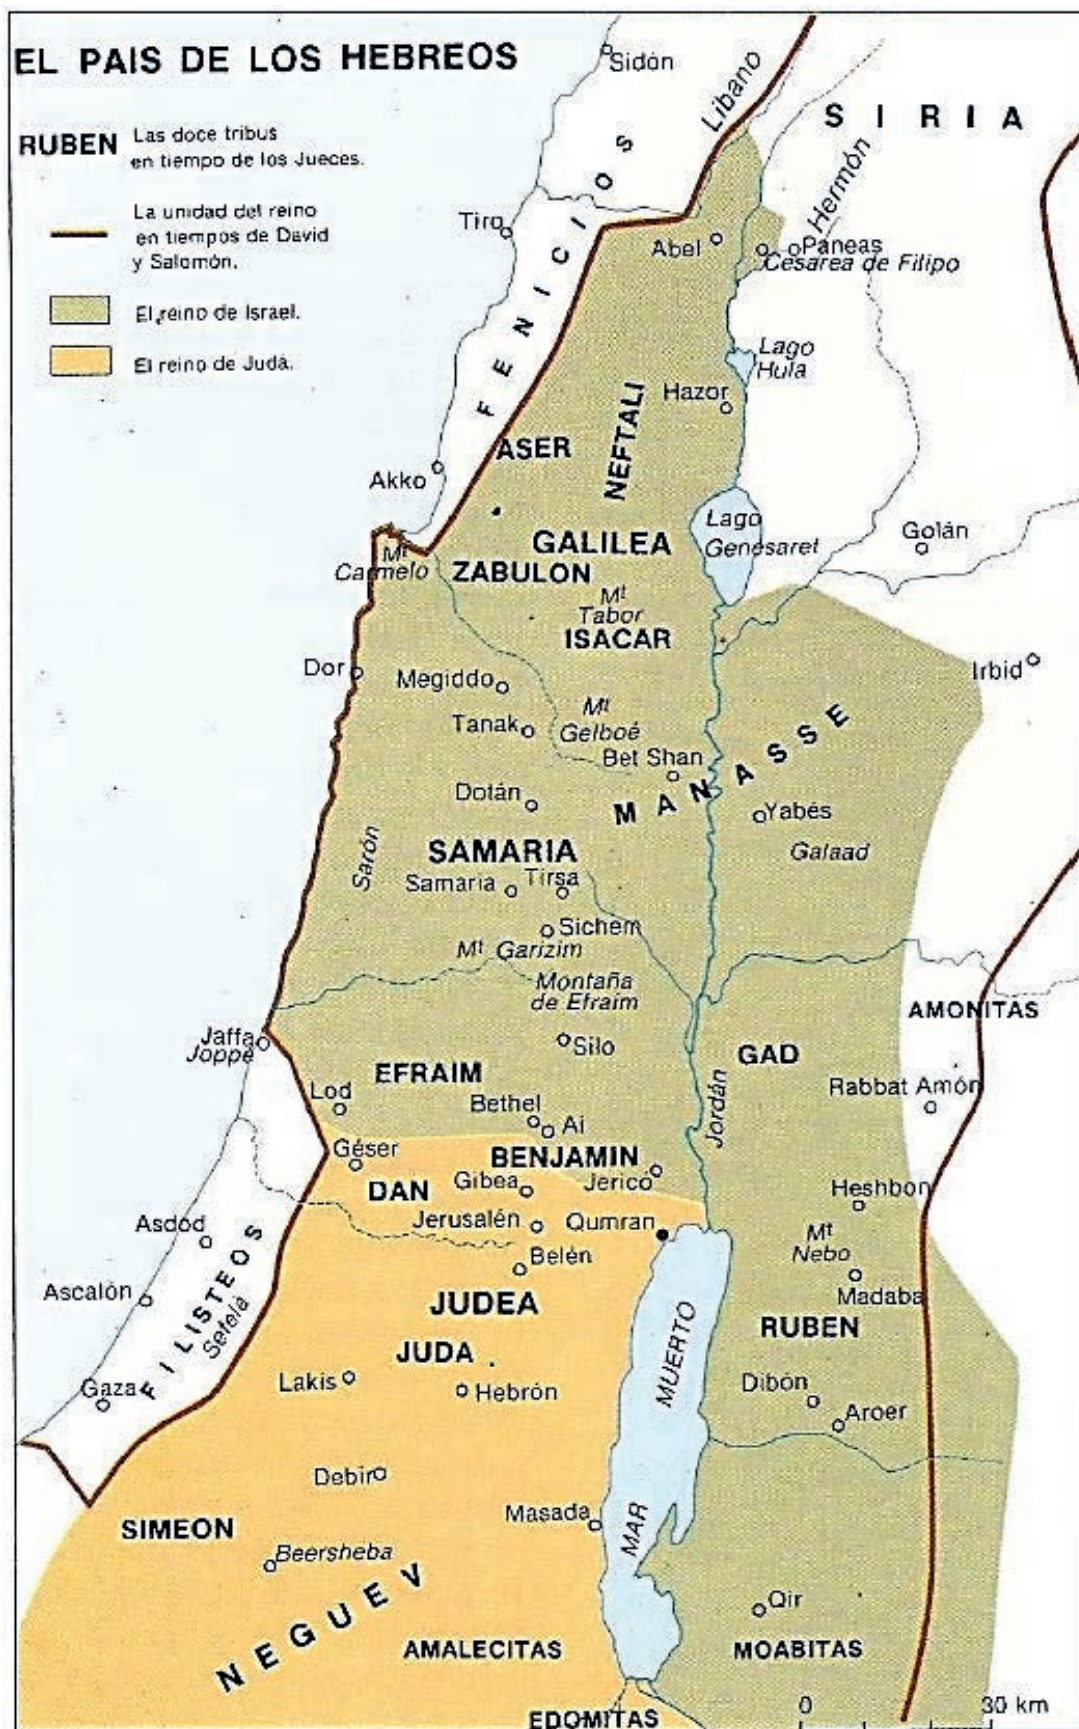 EL PAIS DE LOS HEBREOS
RUBEN
Las doce tribus
en tiempo de los Jueces.
La unidad del reino
en tiempos de David
y Salomón.
El reino de Israel.
El reino de Judá.
Sidón
Líbano
SIRIA
FENICIOS
Tiro
Hermón
Abel
Paneas
Cesarea de Filipo
Lago
Hula
Hazor
NEFTALI
ASER
Akko
Lago
Genesaret
Golán
GALILEA
Mt
Carmelo
ZABULON
Mt
Tabor
ISACAR
Dor
Irbid
Megiddo
Mt
Gelboé
Tanak
MANASSE
Bet Shan
Dotán
Yabés
Galaad
SAMARIA
Sarón
Samaria
Tirsa
Sichem
Mt Garizim
Montaña
de Efraim
AMONITAS
Jaffa
Joppe
Silo
GAD
EFRAIM
Jordán
Rabbat Amón
Lod
Bethel
Ai
Géser
BENJAMIN
DAN
Gibea
Jericó
Heshbon
Asdod
Jerusalén
Qumran
Mt
Nebo
Belén
Ascalón
FILISTEOS
Sefela
Madaba
JUDEA
RUBEN
JUDA
MAR MUERTO
Gaza
Lakis
Hebrón
Dibón
Aroer
Debir
SIMEON
Masada
Beersheba
NEGUEV
Qir
AMALECITAS
MOABITAS
EDOMITAS
0 30 km